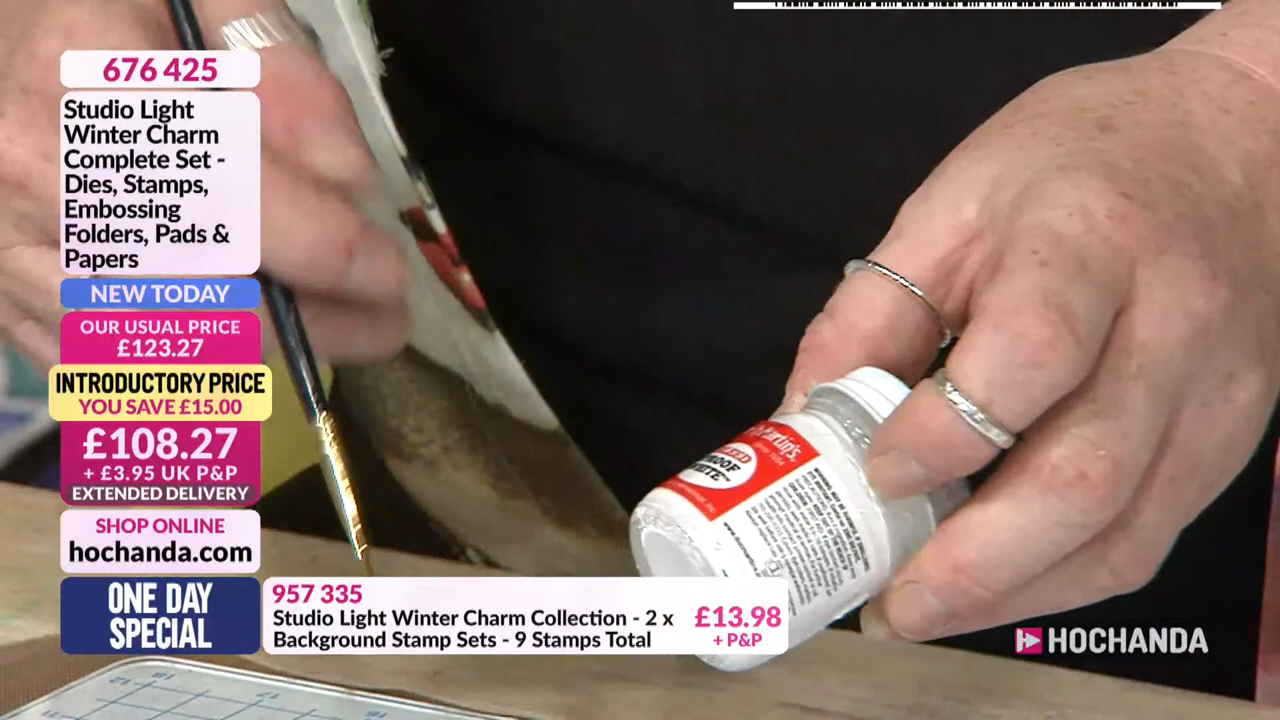 676 425
Studio Light
Winter Charm
Complete Set -
Dies, Stamps,
Embossing
Folders, Pads &
Papers
NEW TODAY
OUR USUAL PRICE
£123.27
INTRODUCTORY PRICE
YOU SAVE £15.00
£108.27
+ £3.95 UK P&P
EXTENDED DELIVERY
SHOP ONLINE
hochanda.com
ONE DAY
SPECIAL
957 335
Studio Light Winter Charm Collection - 2 x
Background Stamp Sets - 9 Stamps Total
£13.98
+ P&P
HOCHANDA
Martin's